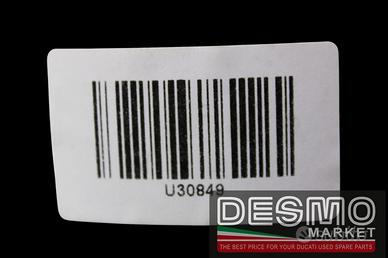 U30849
DESMO
MARKET
THE BEST PRICE FOR YOUR DUCATI USED SPARE PARTS